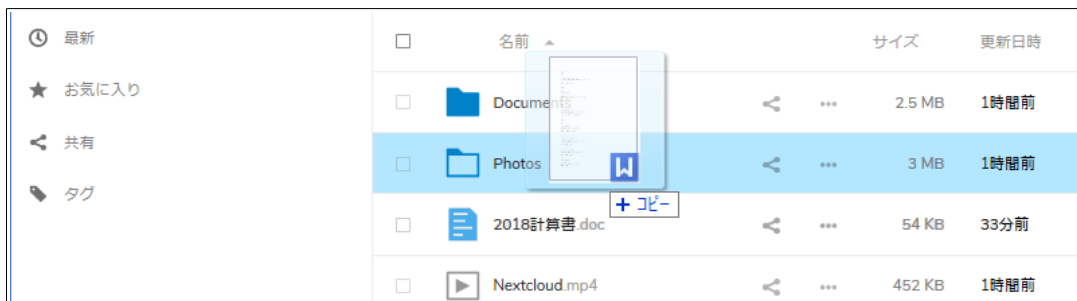 最新
お気に入り
共有
タグ
名前 サイズ 更新日時
Documents 2.5 MB 1時間前
Photos 3 MB 1時間前
W
+ コピー
2018計算書.doc 54 KB 33分前
Nextcloud.mp4 452 KB 1時間前